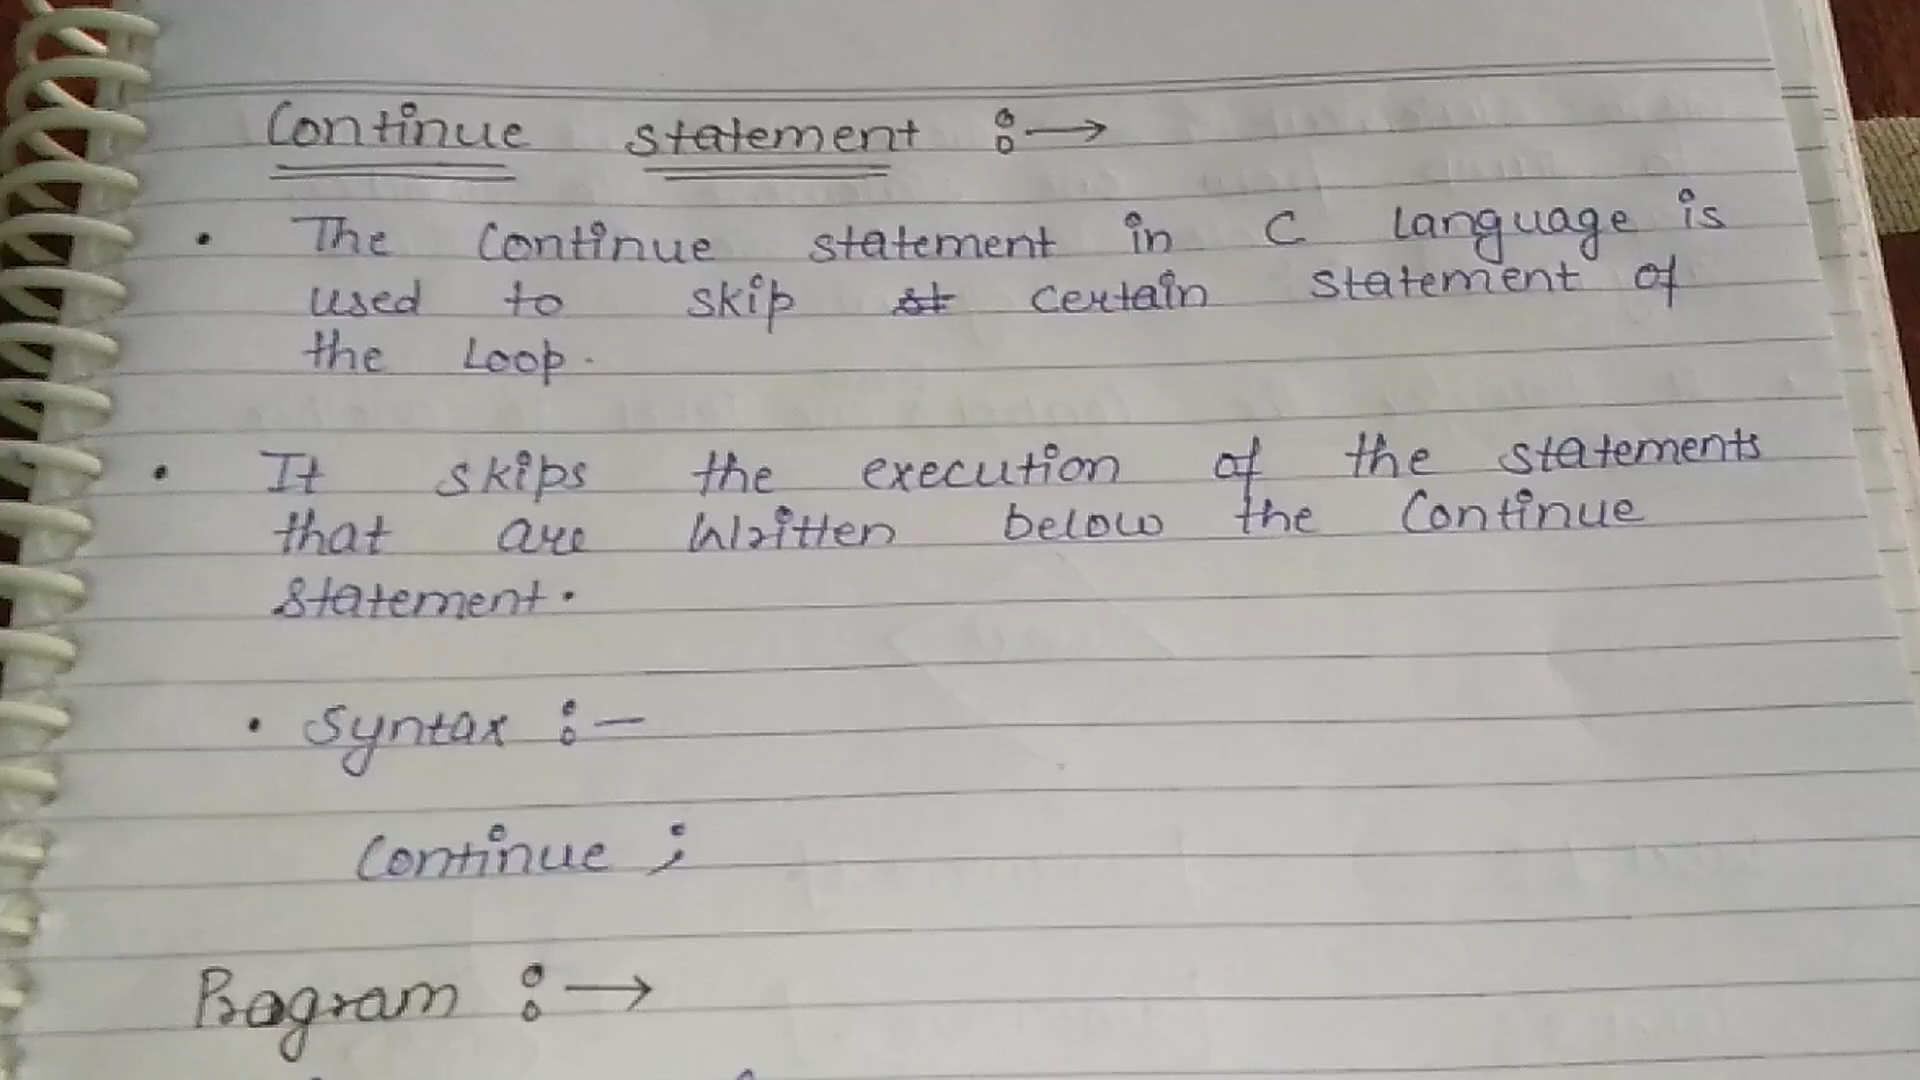 Continue statement :→
• The Continue statement in C language is
used to skip certain statement of
the Loop.
• It skips the execution of the statements
that are Written below the Continue
statement.
• Syntax :-
Continue ;
Program :→